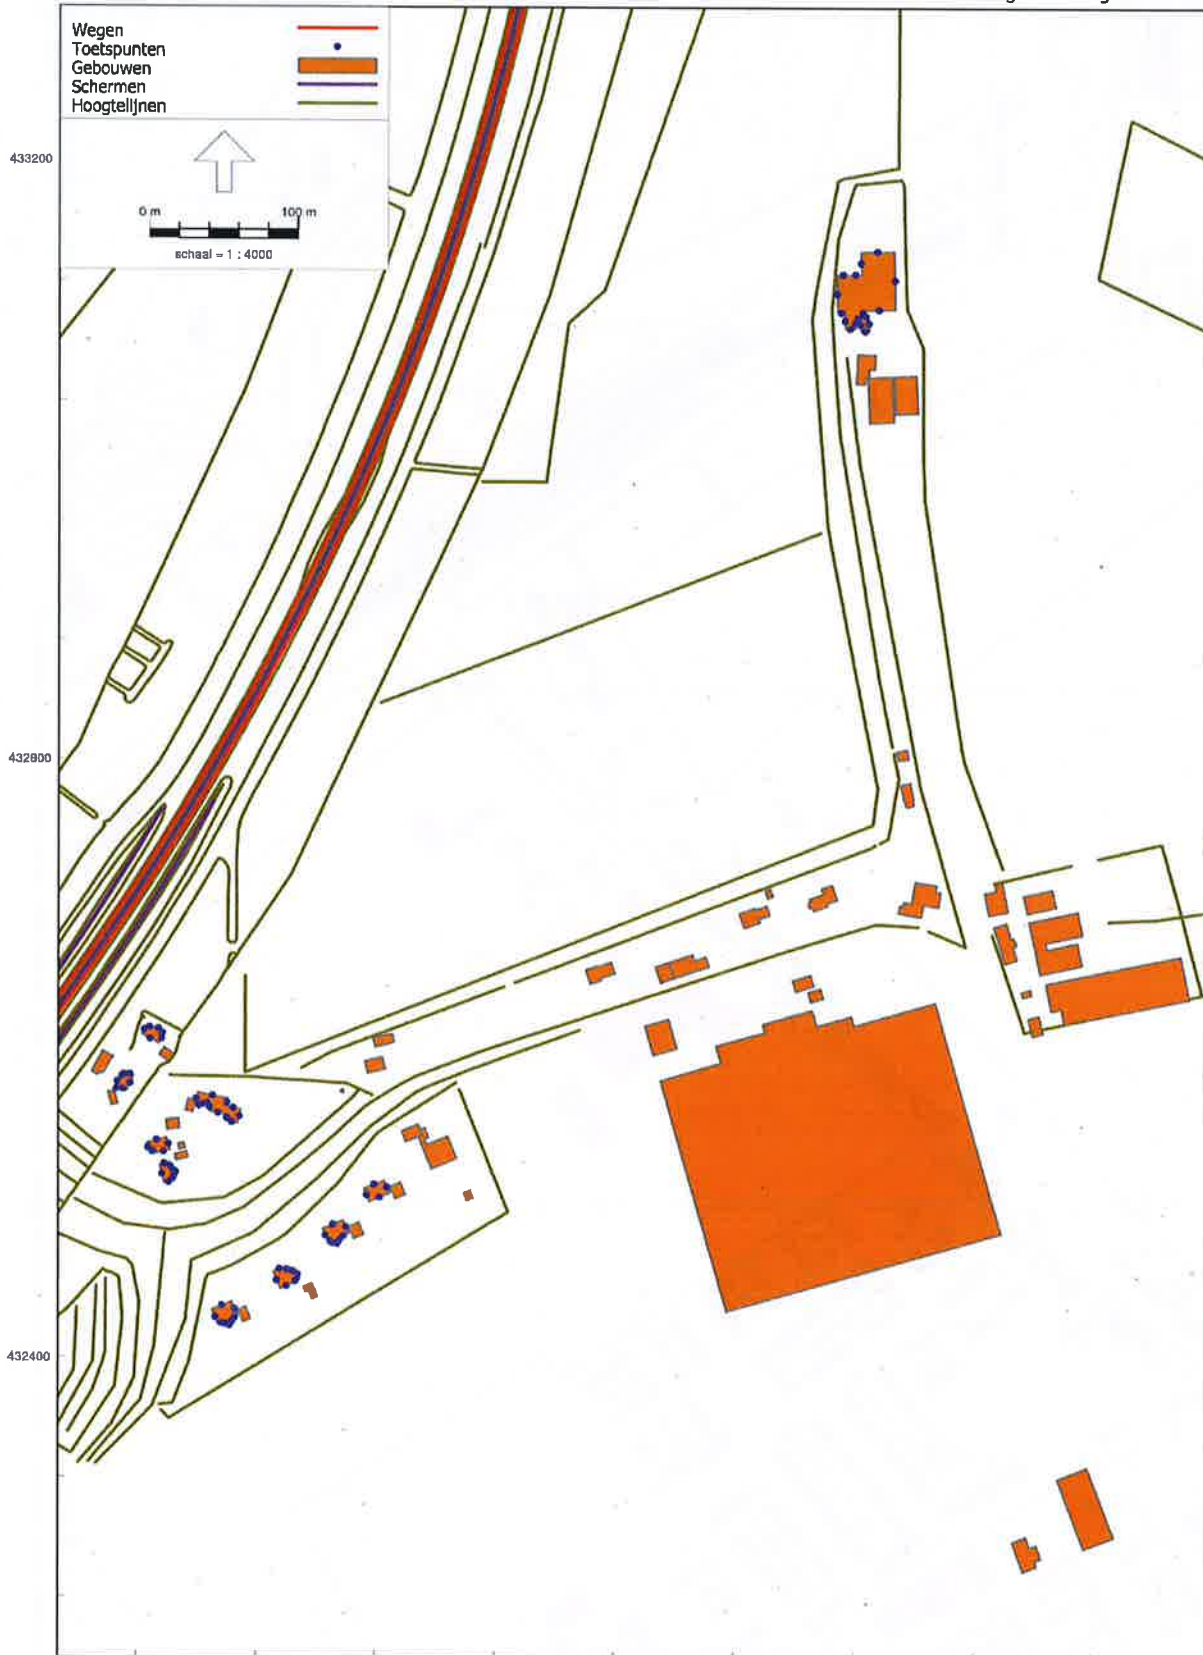 Wegen
Toetspunten
Gebouwen
Schermen
Hoogtelijnen
0 m 100 m
schaal = 1 : 4000
433200
432800
432400